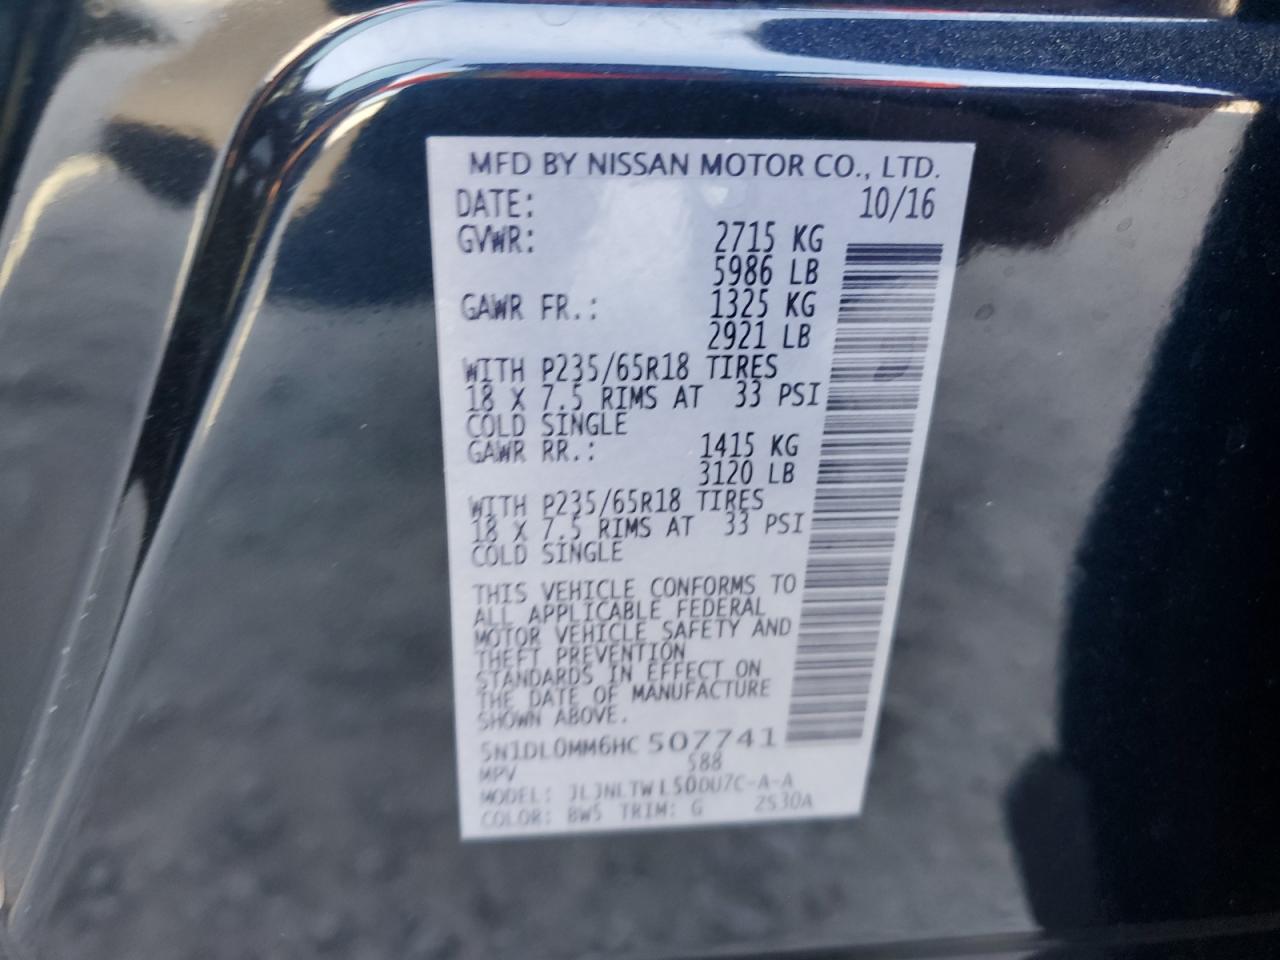 MFD BY NISSAN MOTOR CO., LTD.
DATE: 10/16
GVWR: 2715 KG
5986 LB
GAWR FR.: 1325 KG
2921 LB
WITH P235/65R18 TIRES
18 X 7.5 RIMS AT 33 PSI
COLD SINGLE
GAWR RR.: 1415 KG
3120 LB
WITH P235/65R18 TIRES
18 X 7.5 RIMS AT 33 PSI
COLD SINGLE
THIS VEHICLE CONFORMS TO
ALL APPLICABLE FEDERAL
MOTOR VEHICLE SAFETY AND
THEFT PREVENTION
STANDARDS IN EFFECT ON
THE DATE OF MANUFACTURE
SHOWN ABOVE.
5N1DL0MM6HC 507741
MPV S88
MODEL:
COLOR: BW5 TRIM: G 2S30A